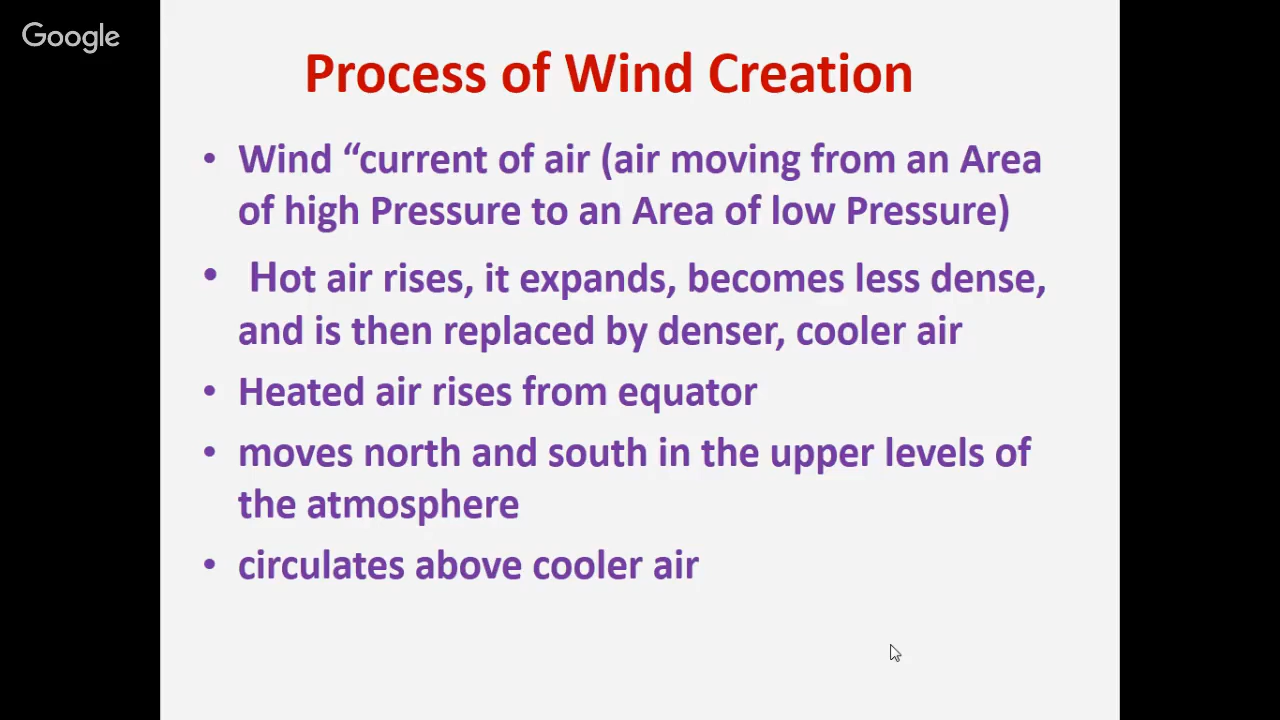 Google
Process of Wind Creation
• Wind “current of air (air moving from an Area
of high Pressure to an Area of low Pressure)
• Hot air rises, it expands, becomes less dense,
and is then replaced by denser, cooler air
• Heated air rises from equator
• moves north and south in the upper levels of
the atmosphere
• circulates above cooler air